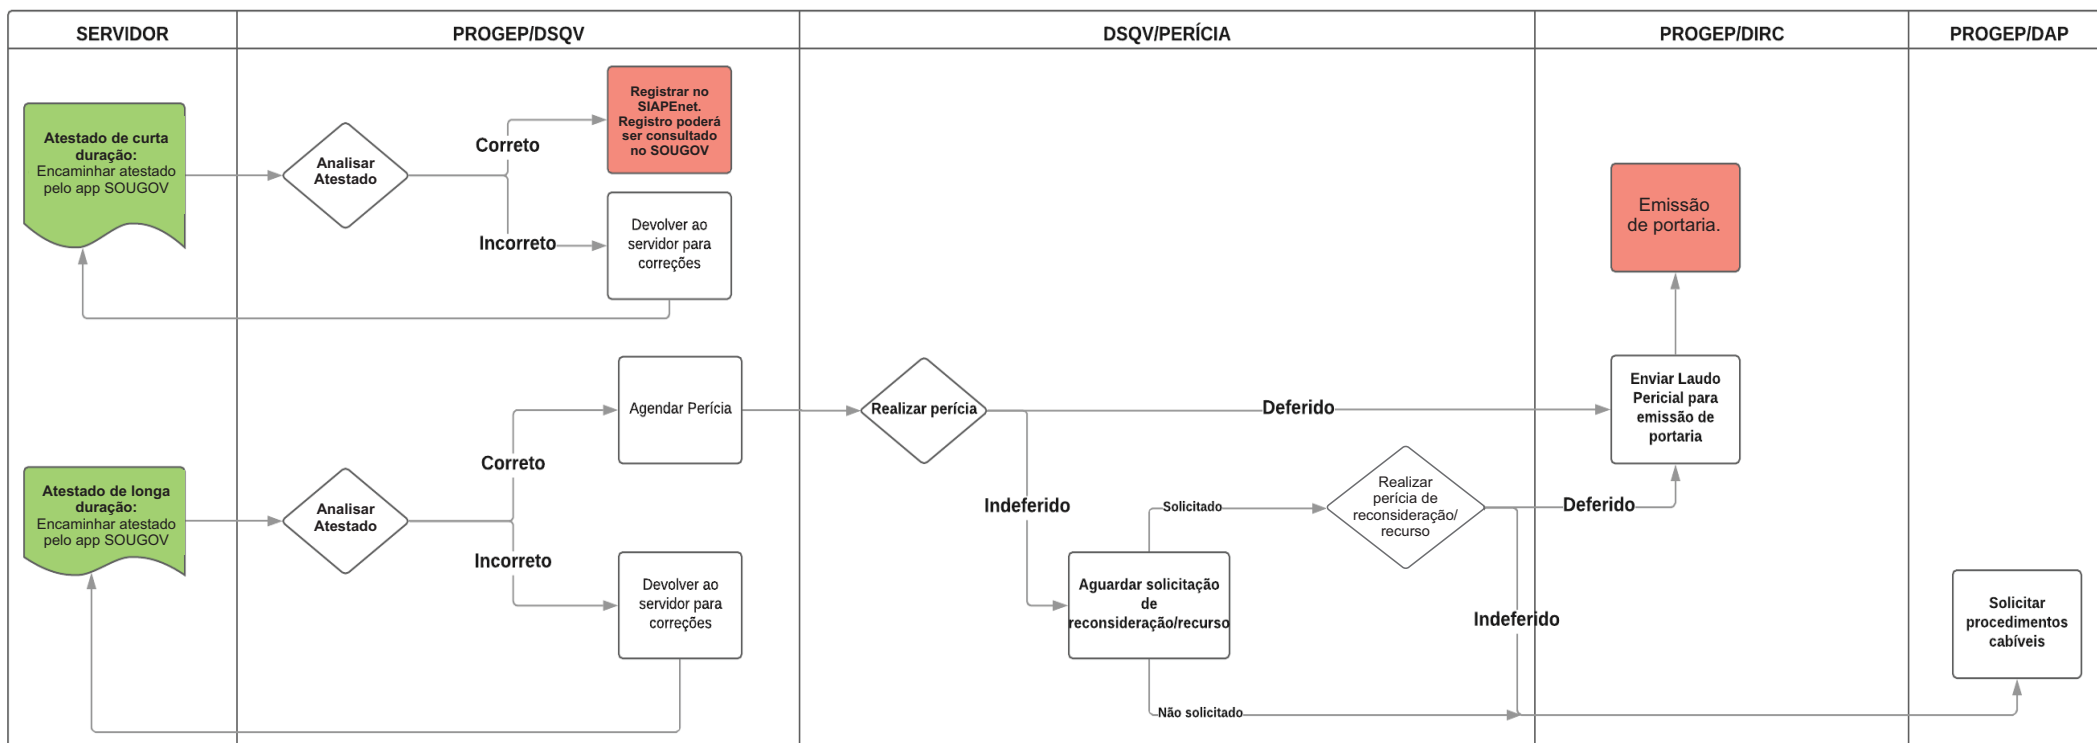 SERVIDOR
PROGEP/DSQV
DSQV/PERÍCIA
PROGEP/DIRC
PROGEP/DAP
Atestado de curta
duração:
Encaminhar atestado
pelo app SOUGOV
Analisar
Atestado
Correto
Incorreto
Registrar no
SIAPEnet.
Registro poderá
ser consultado
no SOUGOV
Devolver ao
servidor para
correções
Emissão
de portaria.
Atestado de longa
duração:
Encaminhar atestado
pelo app SOUGOV
Analisar
Atestado
Correto
Incorreto
Agendar Perícia
Devolver ao
servidor para
correções
Realizar perícia
Deferido
Indeferido
Enviar Laudo
Pericial para
emissão de
portaria
Aguardar solicitação
de
reconsideração/recurso
Solicitado
Não solicitado
Realizar
perícia de
reconsideração/
recurso
Deferido
Indeferido
Solicitar
procedimentos
cabíveis